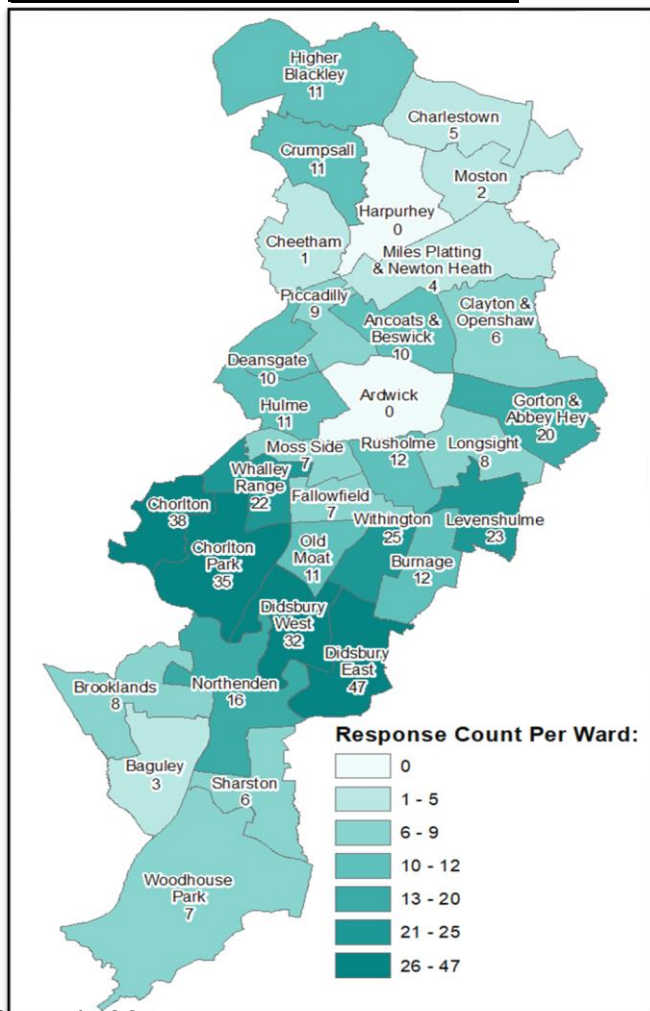 Higher
Blackley
11
Charlestown
5
Crumpsall
11
Moston
2
Harpurhey
0
Cheetham
1
Miles Platting
& Newton Heath
4
Piccadilly
9
Clayton &
Openshaw
6
Ancoats &
Beswick
10
Deansgate
10
Ardwick
0
Hulme
11
Gorton &
Abbey Hey
20
Moss Side
7
Rusholme
12
Longsight
8
Whalley
Range
22
Chorlton
38
Fallowfield
7
Withington
25
Levenshulme
23
Chorlton
Park
35
Old
Moat
11
Burnage
12
Didsbury
West
32
Didsbury
East
47
Brooklands
8
Northenden
16
Baguley
3
Sharston
6
Woodhouse
Park
7
Response Count Per Ward:
0
1 - 5
6 - 9
10 - 12
13 - 20
21 - 25
26 - 47